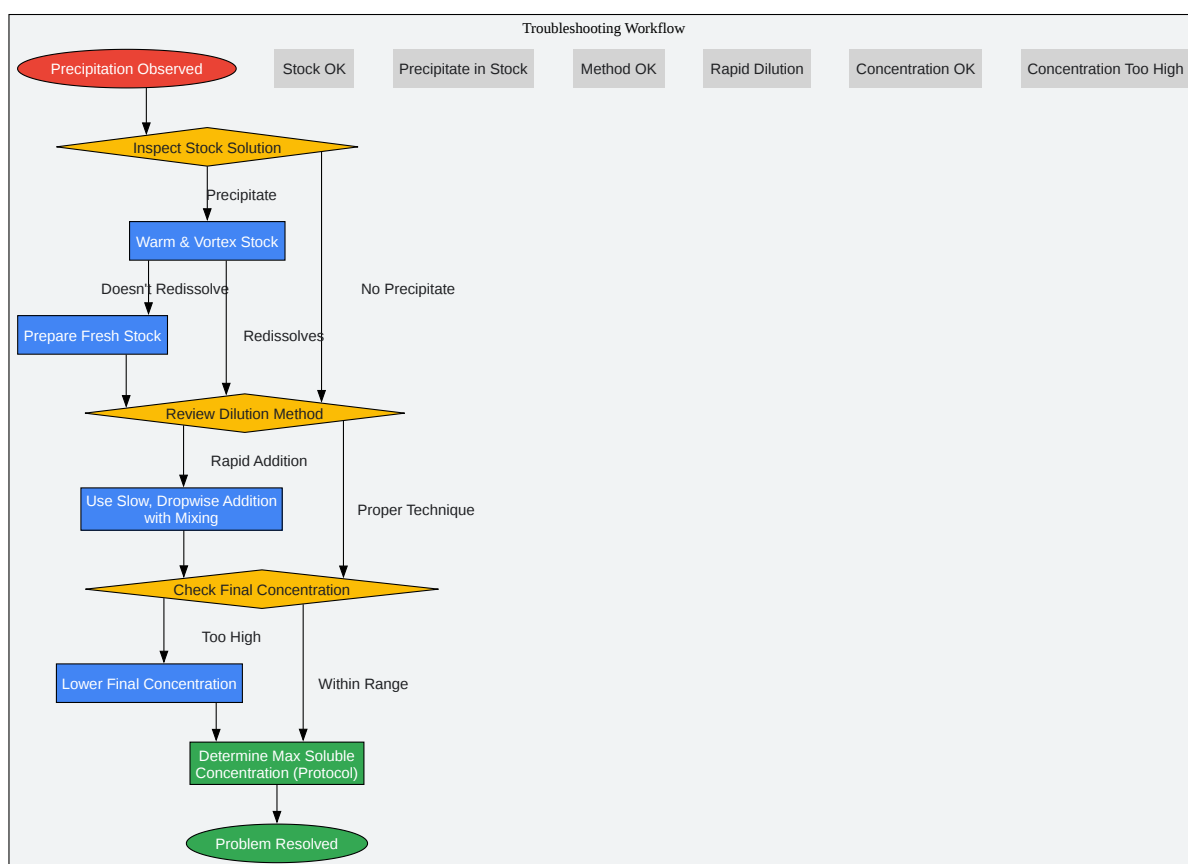 Troubleshooting Workflow
Precipitation Observed
Stock OK
Precipitate in Stock
Method OK
Rapid Dilution
Concentration OK
Concentration Too High
Inspect Stock Solution
Precipitate
Warm & Vortex Stock
Doesn't Redissolve
No Precipitate
Prepare Fresh Stock
Redissolves
Review Dilution Method
Rapid Addition
Use Slow, Dropwise Addition
with Mixing
Proper Technique
Check Final Concentration
Too High
Lower Final Concentration
Within Range
Determine Max Soluble
Concentration (Protocol)
Problem Resolved